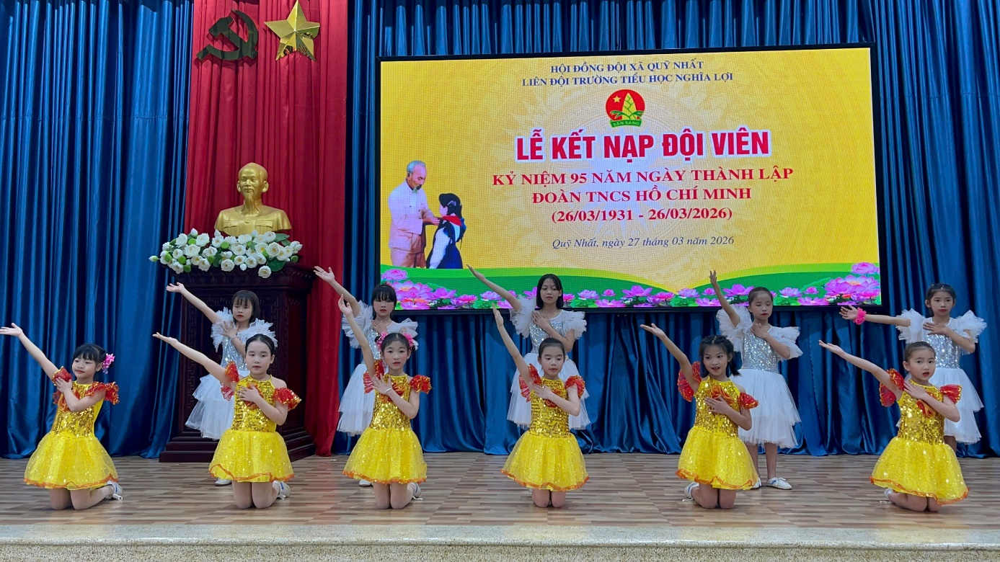 HỘI ĐỒNG ĐỘI XÃ QUỸ NHẤT
LIÊN ĐỘI TRƯỜNG TIỂU HỌC NGHĨA LỢI
SẴN SÀNG
LỄ KẾT NẠP ĐỘI VIÊN
KỶ NIỆM 95 NĂM NGÀY THÀNH LẬP
ĐOÀN TNCS HỒ CHÍ MINH
(26/03/1931 - 26/03/2026)
Quỹ Nhất, ngày 27 tháng 03 năm 2026